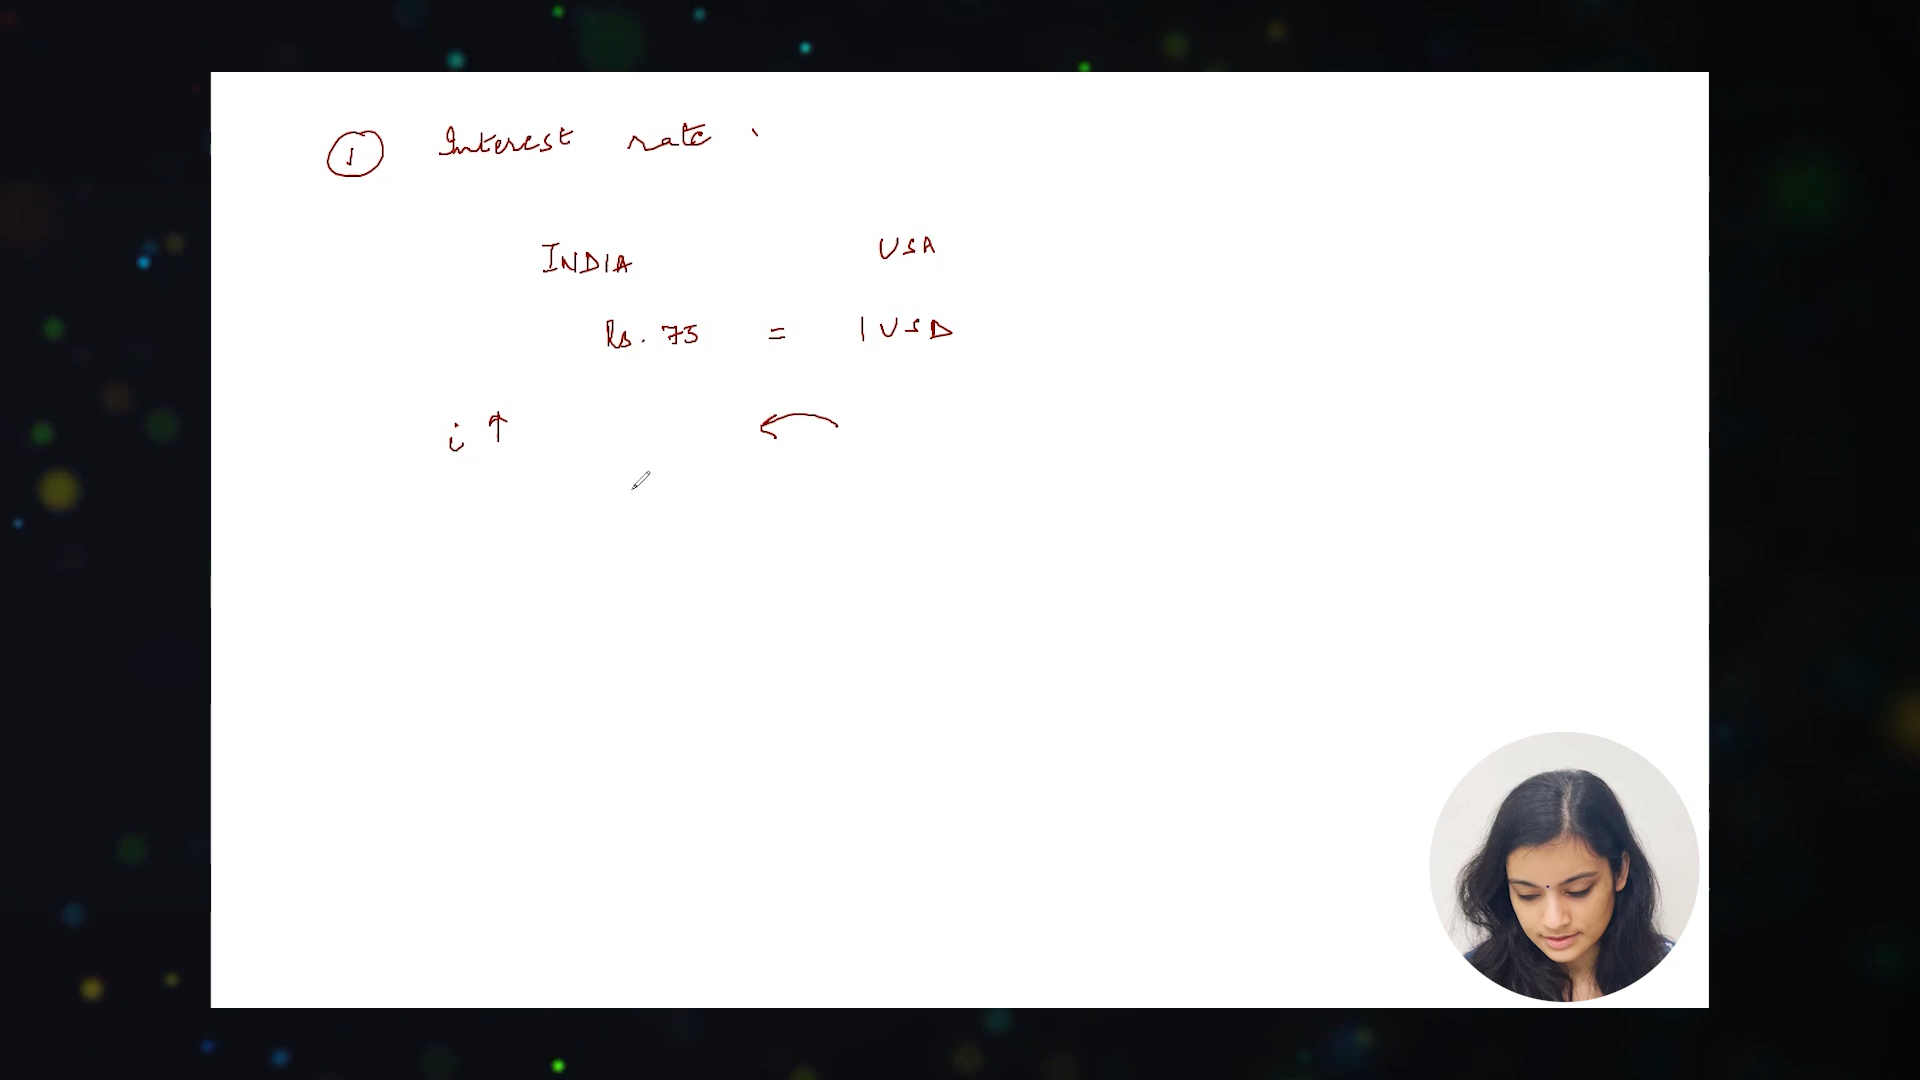 ① Interest rate :
INDIA USA
Rs. 75 = 1 USD
i ↑ ←